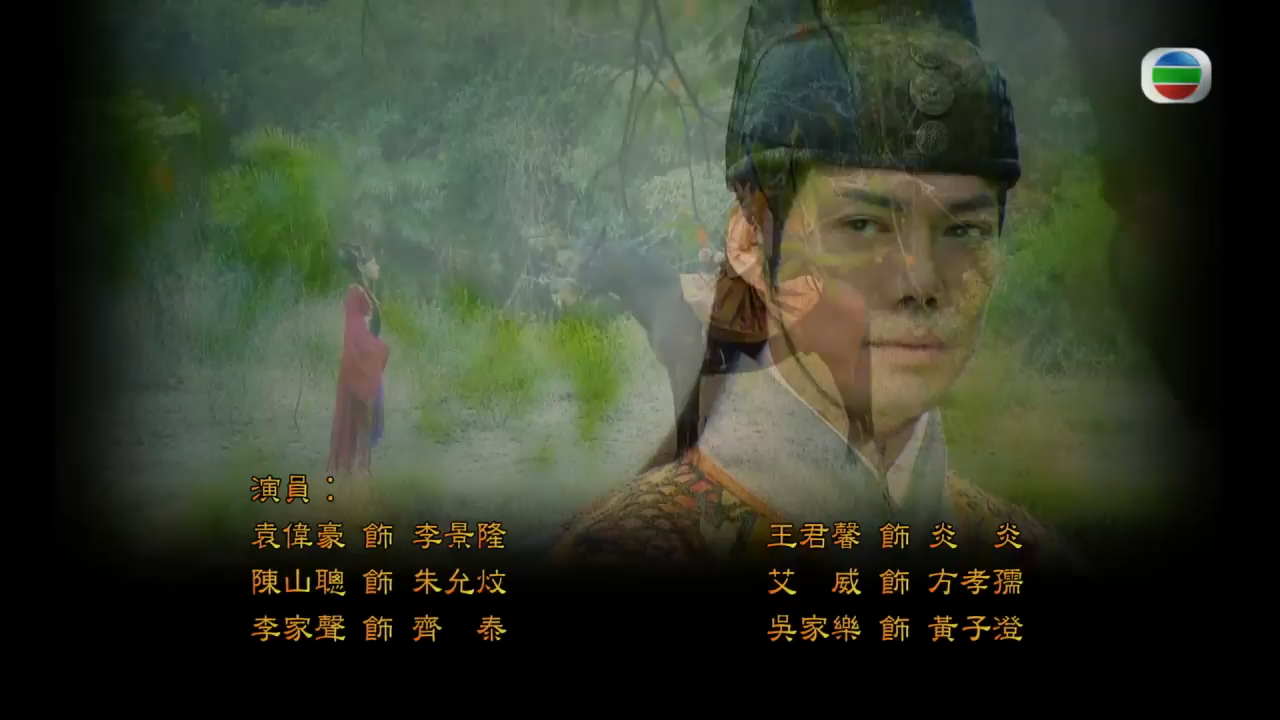 演員：
袁偉豪 飾 李景隆 王君馨 飾 炎 炎
陳山聰 飾 朱允炆 艾 威 飾 方孝孺
李家聲 飾 齊 泰 吳家樂 飾 黃子澄